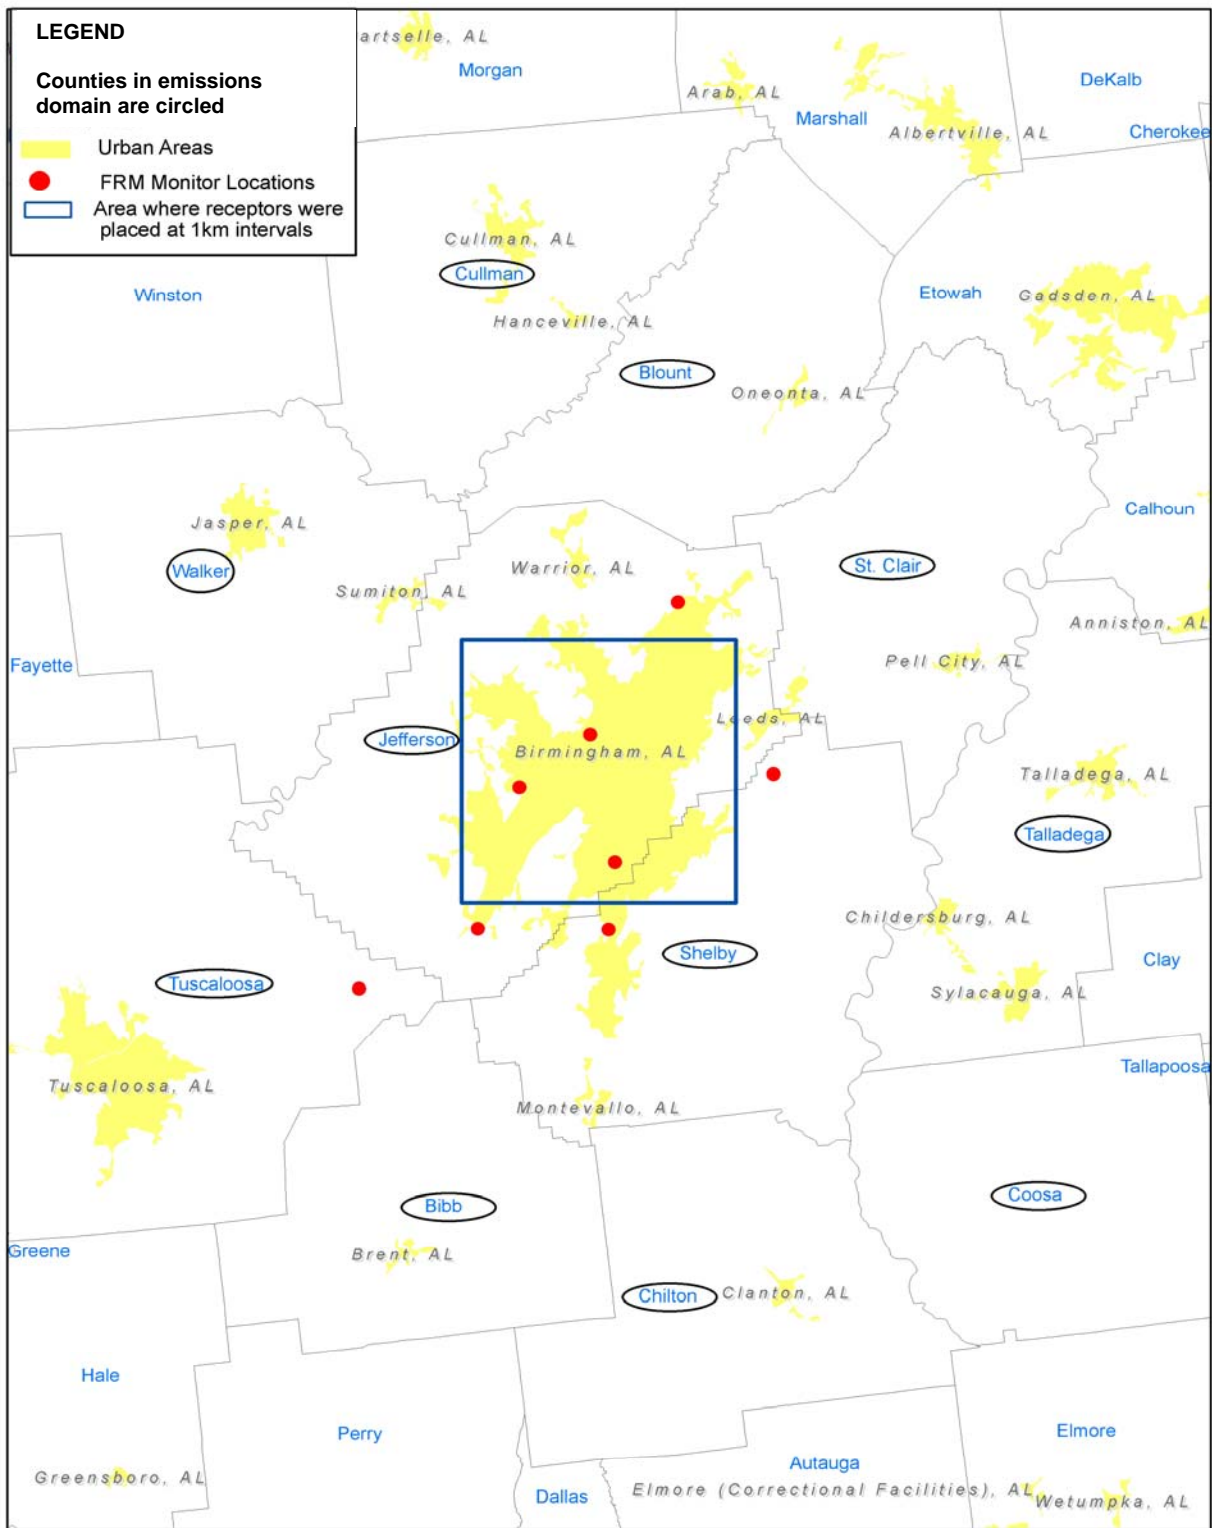 LEGEND
Counties in emissions
domain are circled
Urban Areas
FRM Monitor Locations
Area where receptors were
placed at 1km intervals
artselle, AL
Morgan
Arab, AL
Marshall
DeKalb
Albertville, AL
Cherokee
Cullman, AL
Cullman
Winston
Etowah
Gadsden, AL
Hanceville, AL
Blount
Oneonta, AL
Calhoun
Jasper, AL
Walker
Warrior, AL
St. Clair
Sumiton, AL
Anniston, AL
Fayette
Pell City, AL
Leeds, AL
Jefferson
Birmingham, AL
Talladega, AL
Talladega
Childersburg, AL
Shelby
Clay
Tuscaloosa
Sylacauga, AL
Tallapoosa
Tuscaloosa, AL
Montevallo, AL
Bibb
Coosa
Greene
Brent, AL
Chilton
Clanton, AL
Hale
Perry
Elmore
Autauga
Greensboro, AL
Dallas
Elmore (Correctional Facilities), AL
Wetumpka, AL